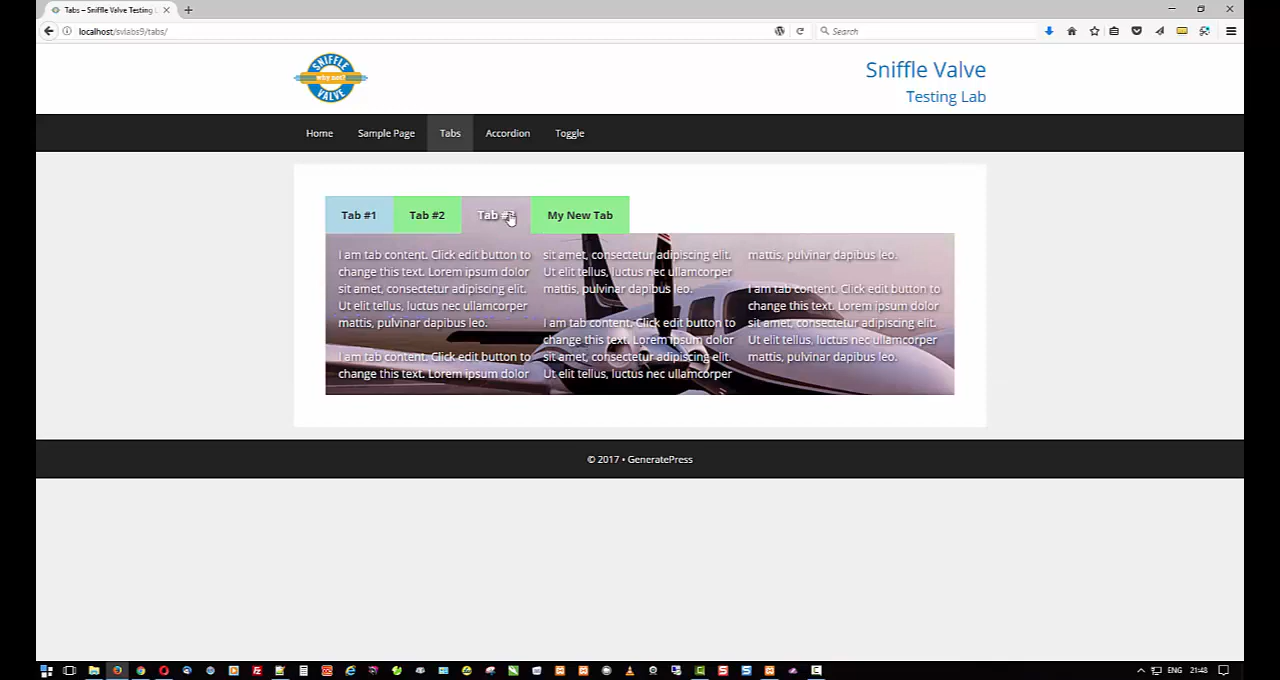 Tabs – Sniffle Valve Testing L
localhost/svlabs9/tabs/
Search
SNIFFLE
why not?
VALVE
Sniffle Valve
Testing Lab
Home Sample Page Tabs Accordion Toggle
Tab #1 Tab #2 Tab #3 My New Tab
I am tab content. Click edit button to
change this text. Lorem ipsum dolor
sit amet, consectetur adipiscing elit.
Ut elit tellus, luctus nec ullamcorper
mattis, pulvinar dapibus leo.
I am tab content. Click edit button to
change this text. Lorem ipsum dolor
sit amet, consectetur adipiscing elit.
Ut elit tellus, luctus nec ullamcorper
mattis, pulvinar dapibus leo.
I am tab content. Click edit button to
change this text. Lorem ipsum dolor
sit amet, consectetur adipiscing elit.
Ut elit tellus, luctus nec ullamcorper
mattis, pulvinar dapibus leo.
I am tab content. Click edit button to
change this text. Lorem ipsum dolor
sit amet, consectetur adipiscing elit.
Ut elit tellus, luctus nec ullamcorper
mattis, pulvinar dapibus leo.
© 2017 • GeneratePress
ENG 21:48